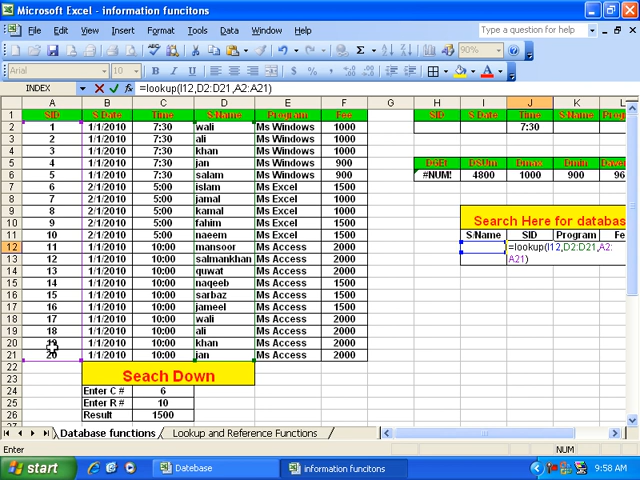 Microsoft Excel - information funcitons
File Edit View Insert Format Tools Data Window Help Type a question for help
90%
Arial 10 B I U
INDEX =lookup(I12,D2:D21,A2:A21)
A B C D E F G H I J K L
1 SID S Date Time S.Name Program Fee SID S Date Time S.Name
2 1 1/1/2010 7:30 wali Ms Windows 1000 7:30
3 2 1/1/2010 7:30 ali Ms Windows 1000
4 3 1/1/2010 7:30 khan Ms Windows 1000
5 4 1/1/2010 7:30 jan Ms Windows 900 DGEt DSUm Dmax Dmin Daver
6 5 1/1/2010 7:30 salam Ms Windows 900 #NUM! 4800 1000 900 96
7 6 2/1/2010 5:00 islam Ms Excel 1500
8 7 2/1/2010 5:00 jamal Ms Excel 1500
9 8 2/1/2010 5:00 kamal Ms Excel 1500
10 9 2/1/2010 5:00 fahim Ms Excel 1500 Search Here for databas
11 10 2/1/2010 5:00 naeem Ms Excel 1500 S/Name SID Program Fe
12 11 1/1/2010 10:00 mansoor Ms Access 2000 =lookup(I12,D2:D21,A2:
13 12 1/1/2010 10:00 salmankhan Ms Access 2000 A21)
14 13 1/1/2010 10:00 quwat Ms Access 2000
15 14 1/1/2010 10:00 naqeeb Ms Access 2000
16 15 1/1/2010 10:00 sarbaz Ms Access 2000
17 16 1/1/2010 10:00 jameel Ms Access 2000
18 17 1/1/2010 10:00 wali Ms Access 2000
19 18 1/1/2010 10:00 ali Ms Access 2000
20 19 1/1/2010 10:00 khan Ms Access 2000
21 20 1/1/2010 10:00 jan Ms Access 2000
22
23 Seach Down
24 Enter C # 6
25 Enter R # 10
26 Result 1500
Database functions Lookup and Reference Functions
Enter NUM
start Datebase information funcitons 9:58 AM